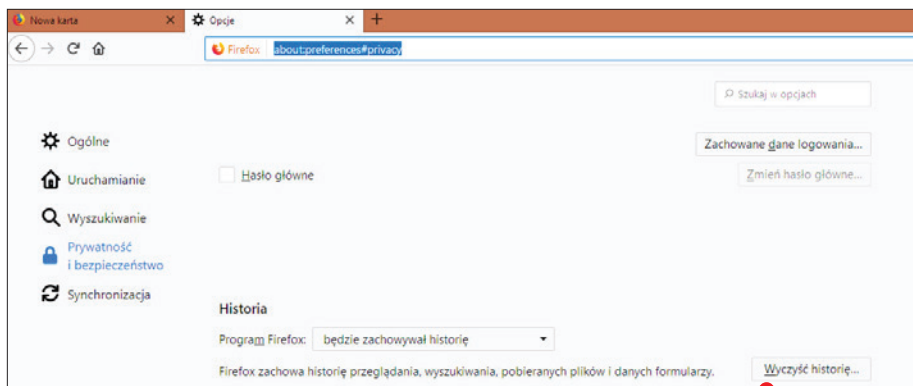 Nowa karta
Opcje
Firefox about:preferences#privacy
Szukaj w opcjach
Ogólne
Zachowane dane logowania...
Uruchamianie
Hasło główne
Zmień hasło główne...
Wyszukiwanie
Prywatność
i bezpieczeństwo
Synchronizacja
Historia
Program Firefox: będzie zachowywał historię
Firefox zachowa historię przeglądania, wyszukiwania, pobieranych plików i danych formularzy.
Wyczyść historię...